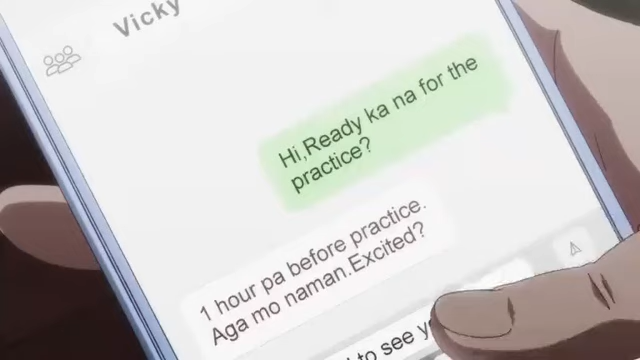 Vicky
Hi,Ready ka na for the
practice?
1 hour pa before practice.
Aga mo naman.Excited?
to see